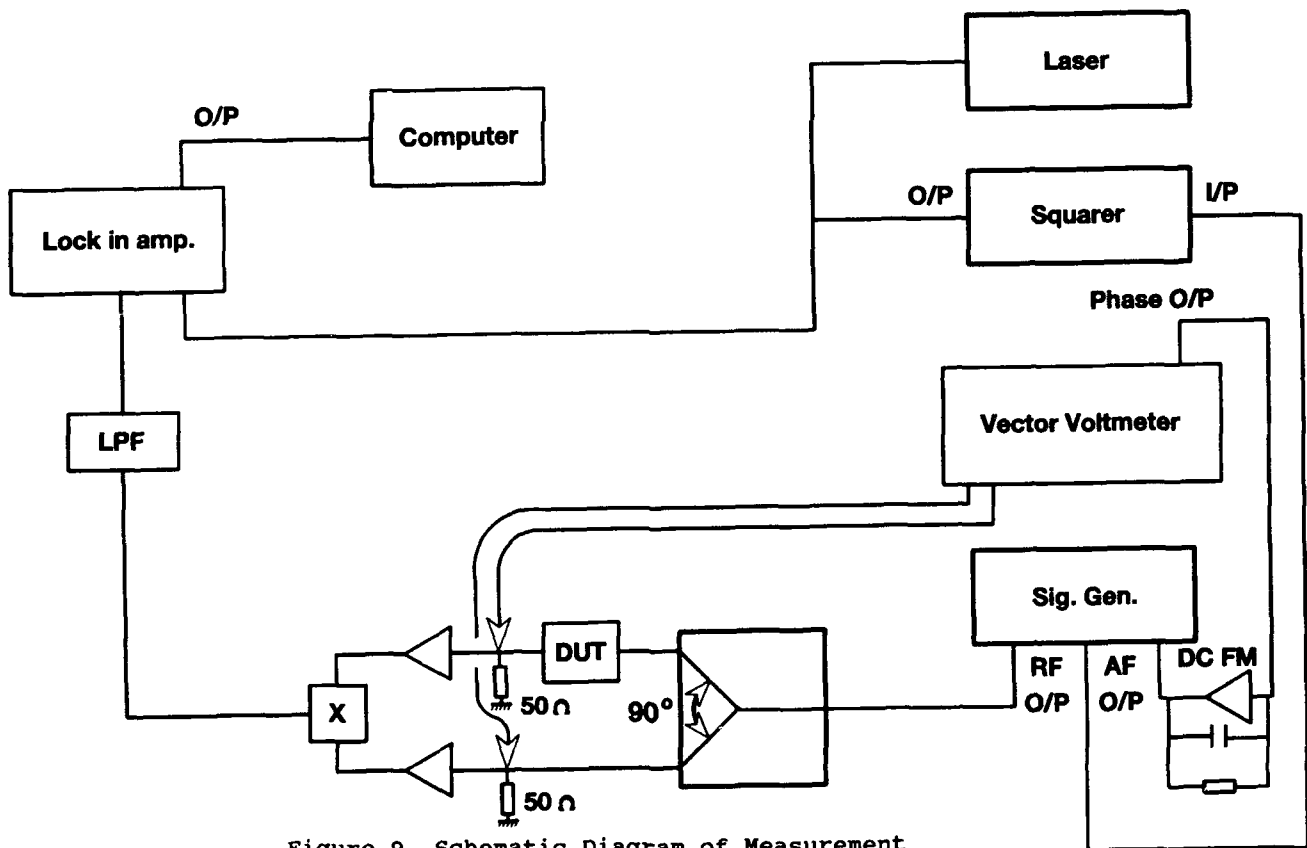 Laser
O/P
Computer
Lock in amp.
O/P
Squarer
I/P
Phase O/P
Vector Voltmeter
LPF
Sig. Gen.
DUT
RF
O/P
AF
O/P
DC FM
X
50 Ω
90°
50 Ω
Figure 9. Schematic Diagram of Measurement